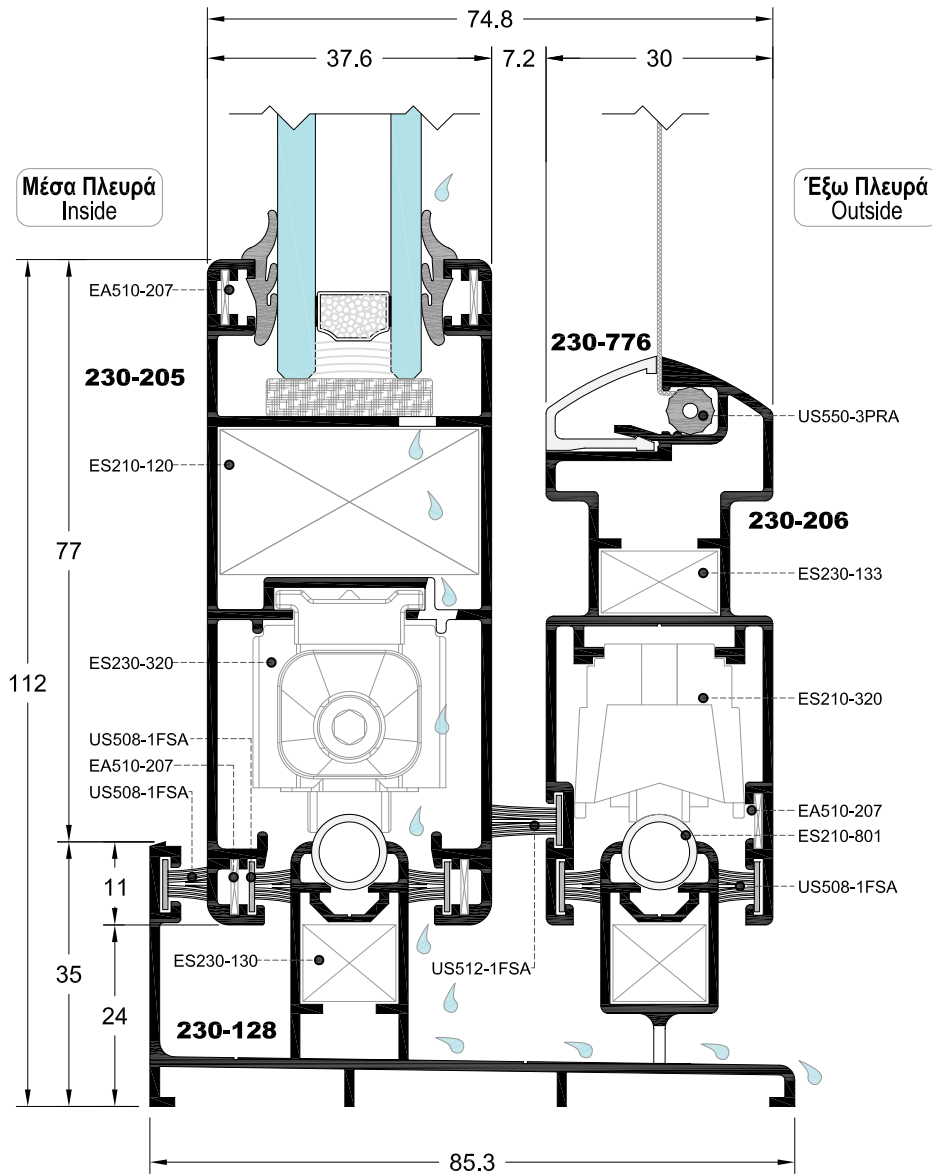 74.8
37.6
7.2
30
Μέσα Πλευρά
Inside
Έξω Πλευρά
Outside
EA510-207
230-776
230-205
US550-3PRA
ES210-120
230-206
77
ES230-133
112
ES230-320
ES210-320
US508-1FSA
EA510-207
US508-1FSA
EA510-207
ES210-801
11
US508-1FSA
35
ES230-130
US512-1FSA
24
230-128
85.3